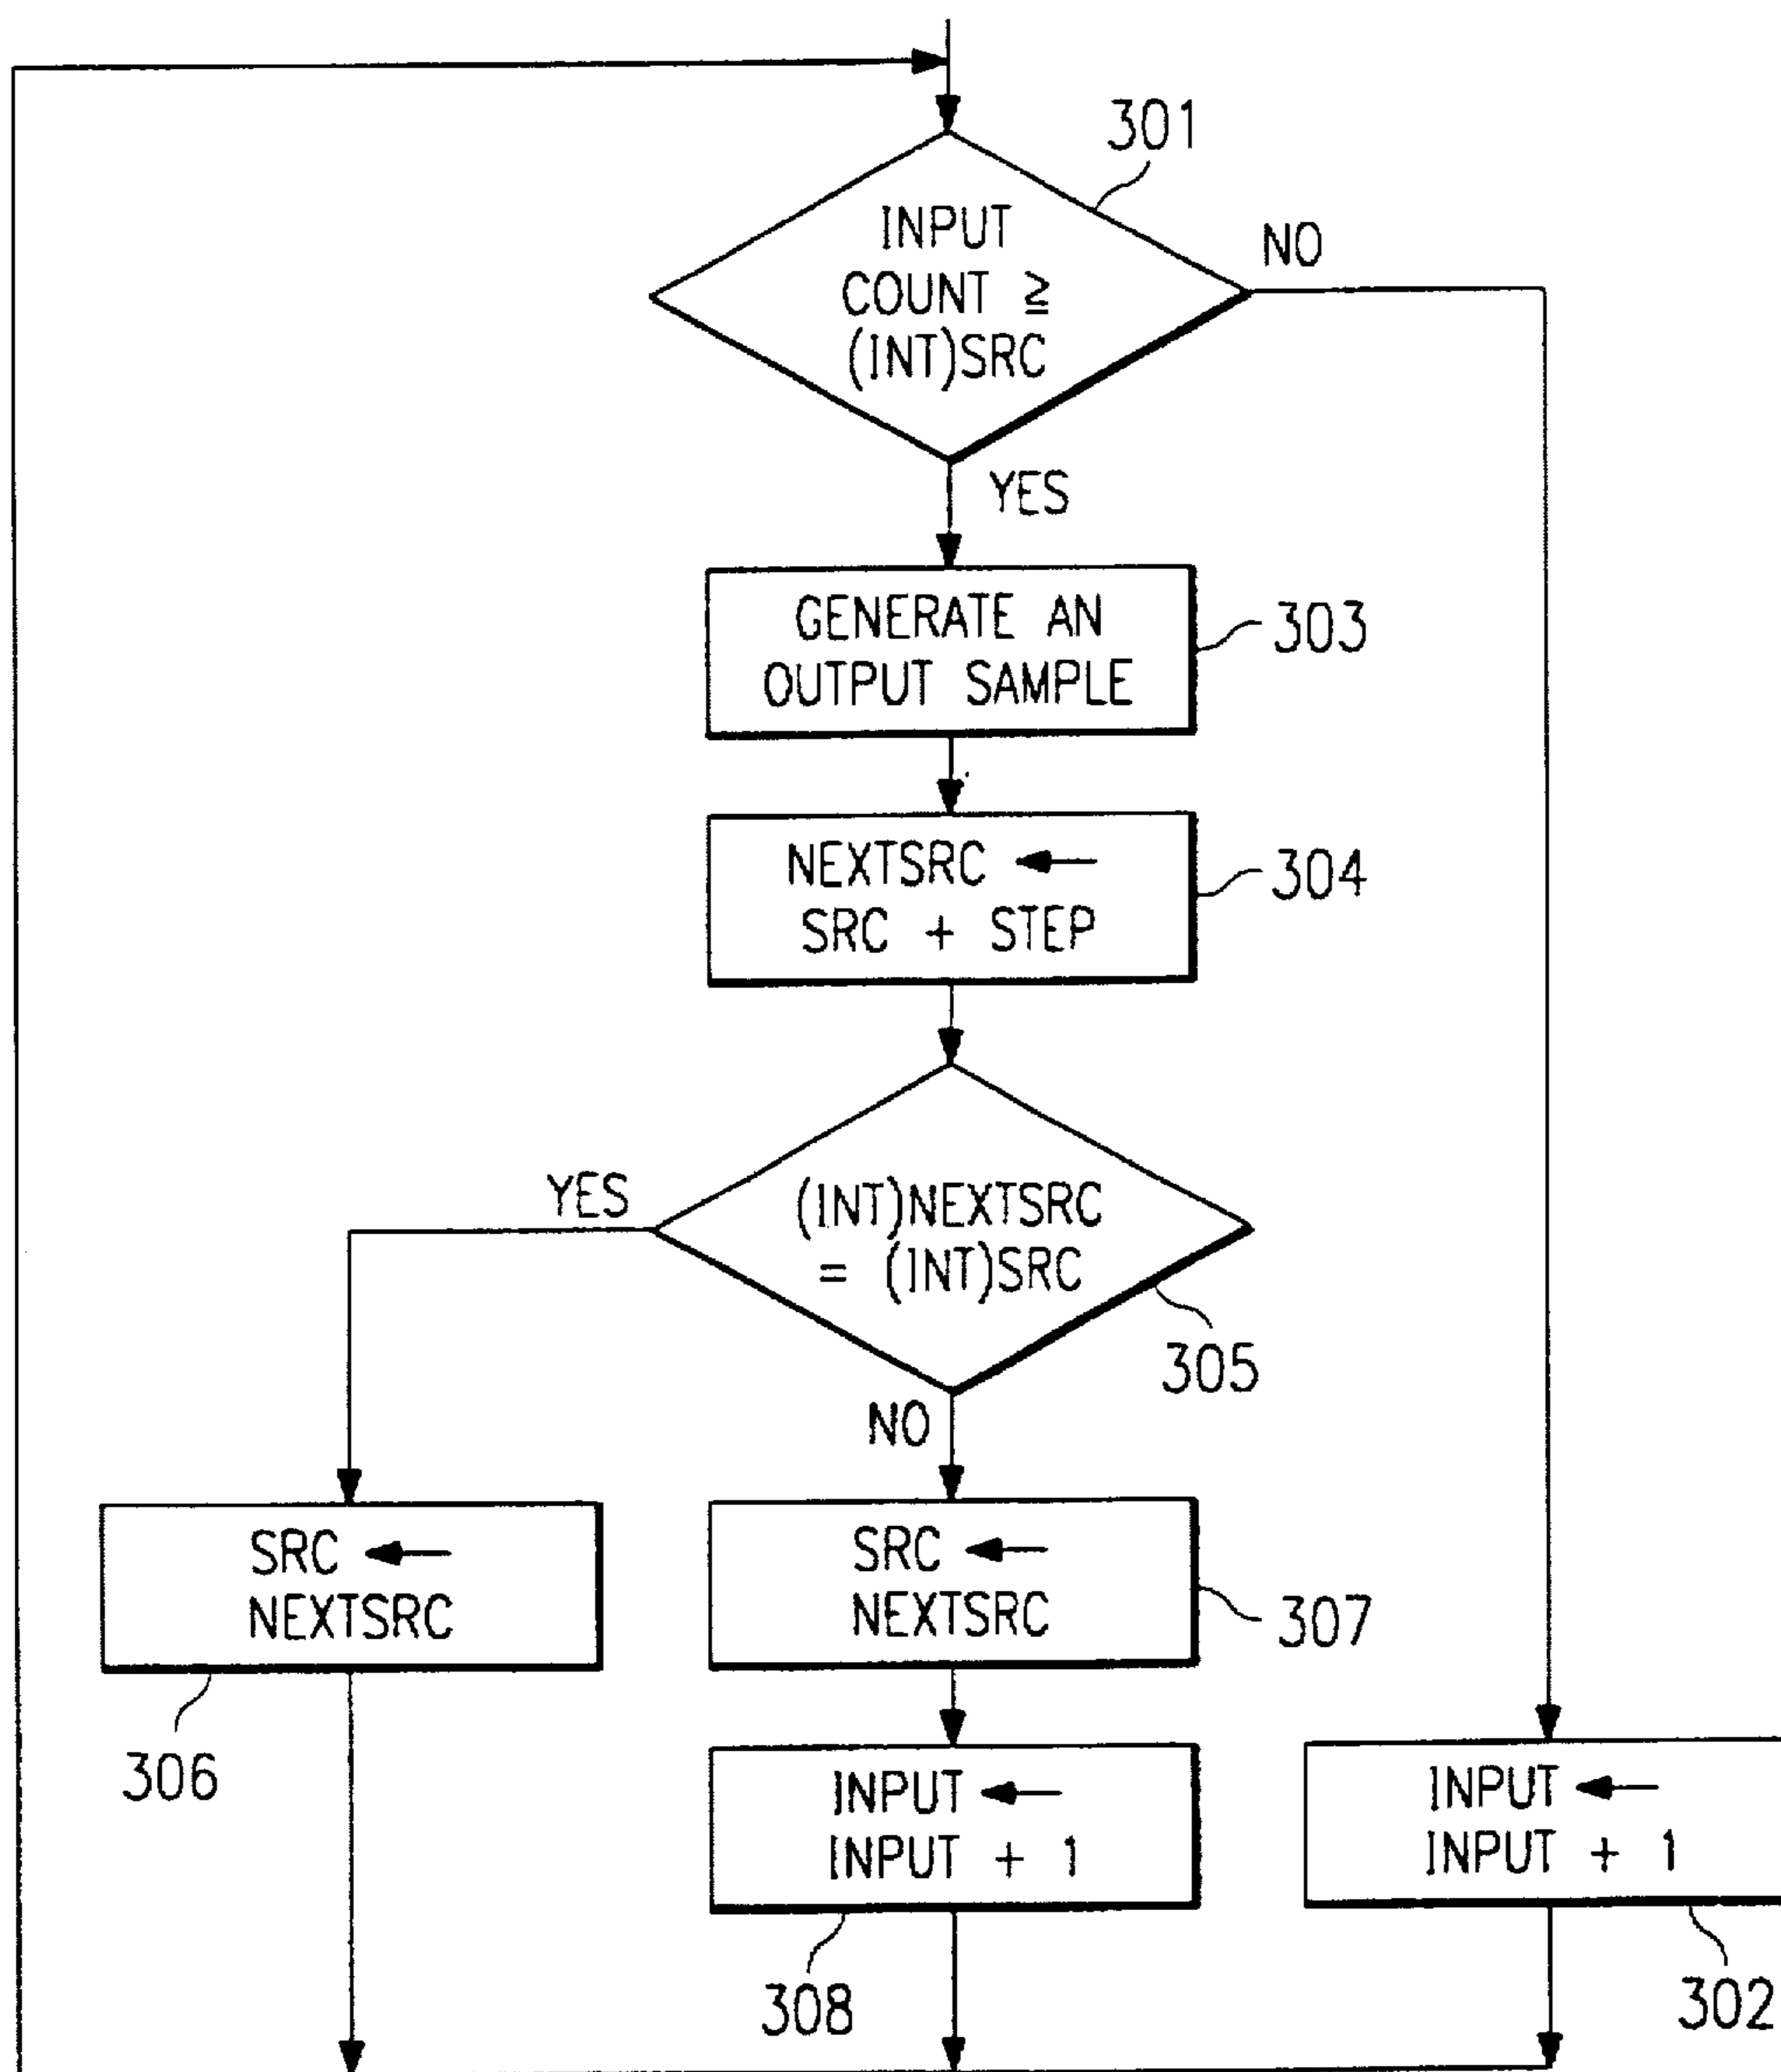 301
INPUT
COUNT ≧
(INT)SRC
NO
YES
GENERATE AN
OUTPUT SAMPLE
303
NEXTSRC ←
SRC + STEP
304
YES
(INT)NEXTSRC
= (INT)SRC
305
NO
SRC ←
NEXTSRC
306
SRC ←
NEXTSRC
307
INPUT ←
INPUT + 1
308
INPUT ←
INPUT + 1
302